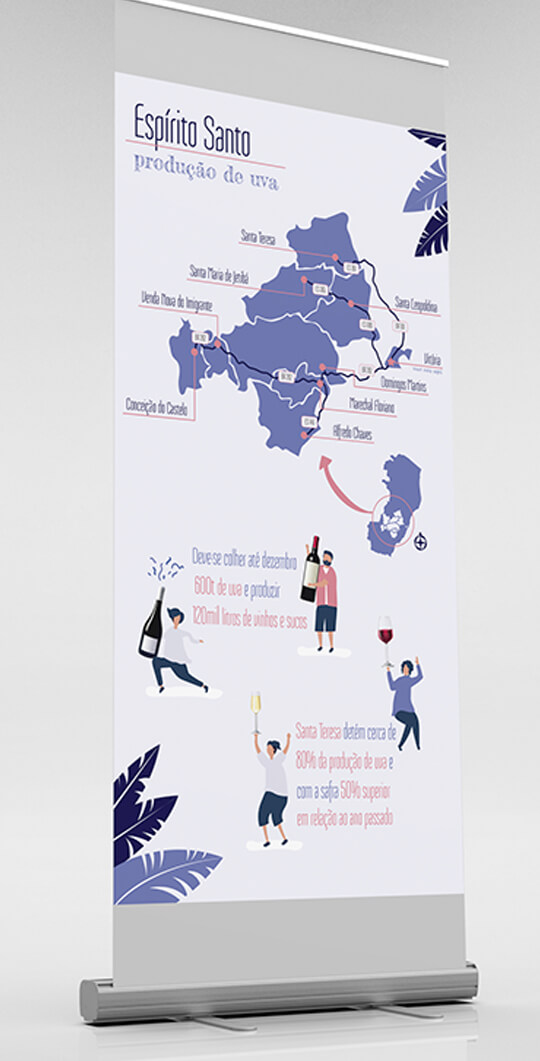 Espírito Santo
produção de uva
Santa Teresa
Santa Maria de Jetibá
Santa Leopoldina
Venda Nova do Imigrante
Vitória
Domingos Martins
Marechal Floriano
Conceição do Castelo
Alfredo Chaves
Deve-se colher até dezembro
600t de uva e produzir
120mil litros de vinhos e sucos
Santa Teresa detém cerca de
80% da produção de uva e
com a safra 50% superior
em relação ao ano passado